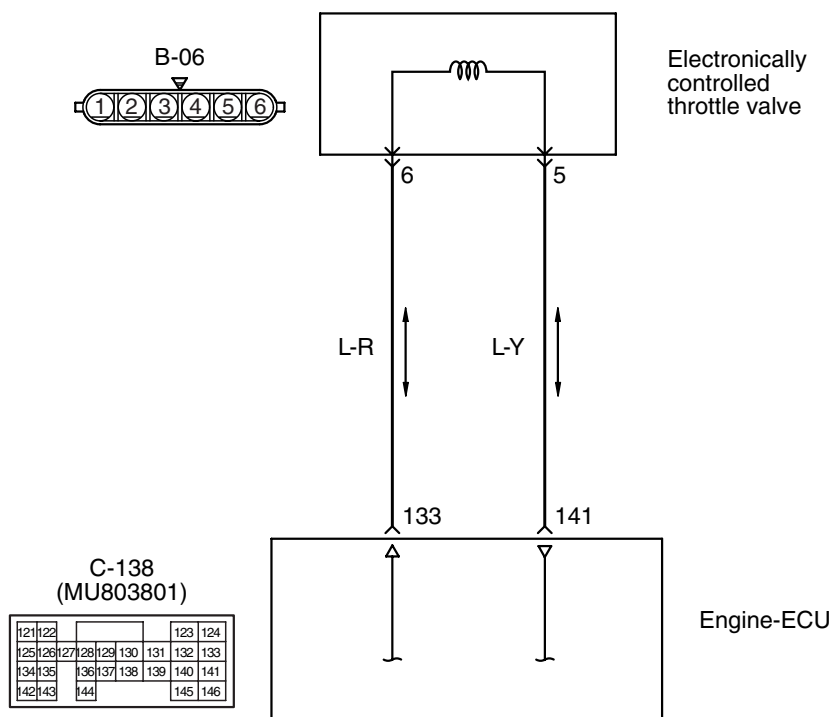 B-06
1 2 3 4 5 6
Electronically
controlled
throttle valve
6 5
L-R L-Y
133 141
C-138
(MU803801)
121 122 123 124
125 126 127 128 129 130 131 132 133
134 135 136 137 138 139 140 141
142 143 144 145 146
Engine-ECU